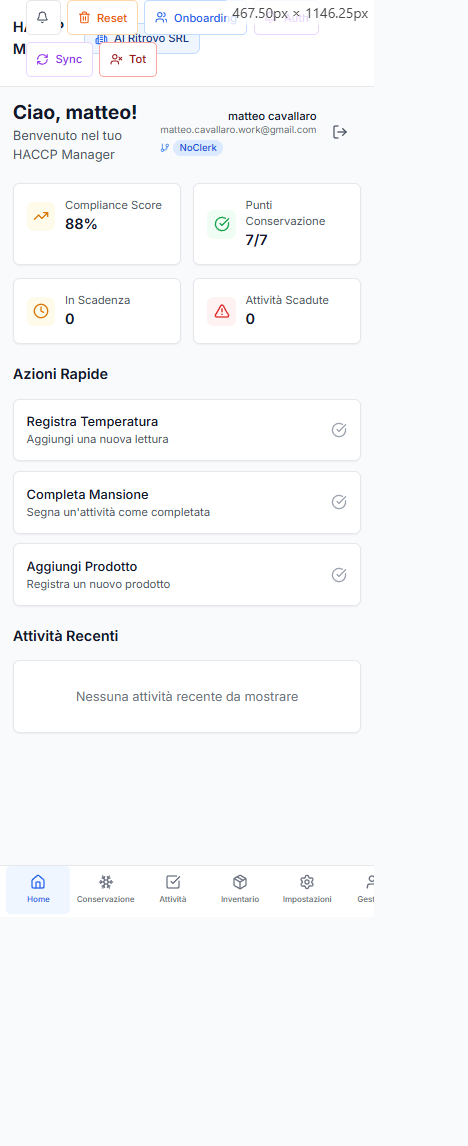 Reset
Onboarding
467.50px × 1146.25px
Al Ritrovo SRL
Sync
Tot
Ciao, matteo!
Benvenuto nel tuo
HACCP Manager
matteo cavallaro
matteo.cavallaro.work@gmail.com
NoClerk
Compliance Score
88%
Punti
Conservazione
7/7
In Scadenza
0
Attività Scadute
0
Azioni Rapide
Registra Temperatura
Aggiungi una nuova lettura
Completa Mansione
Segna un'attività come completata
Aggiungi Prodotto
Registra un nuovo prodotto
Attività Recenti
Nessuna attività recente da mostrare
Home
Conservazione
Attività
Inventario
Impostazioni
Gest